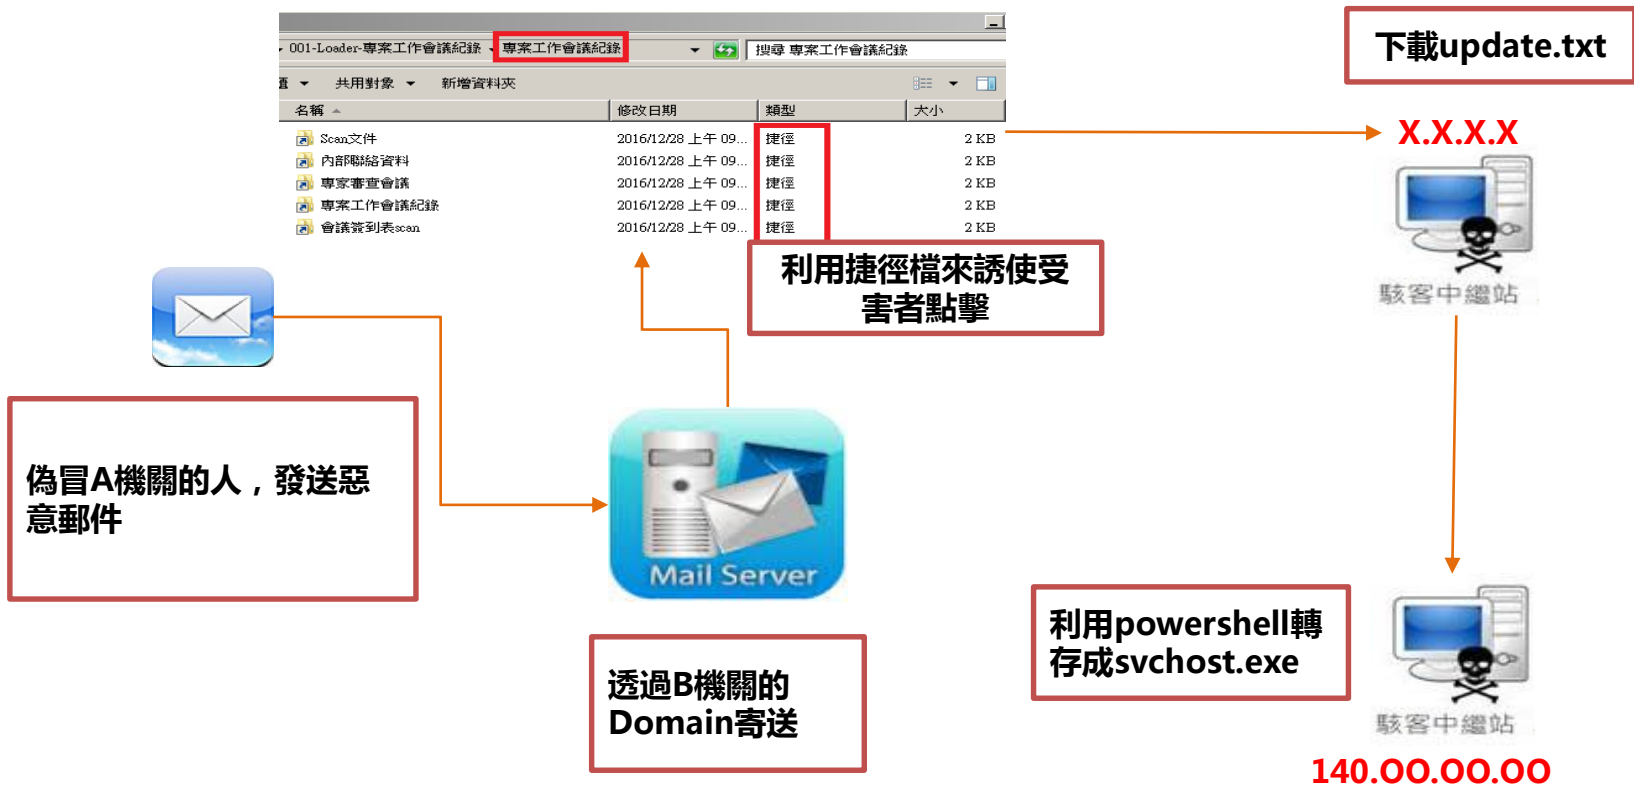 001-Loader-專案工作會議紀錄 專案工作會議紀錄 搜尋 專案工作會議紀錄
共用對象 新增資料夾
名稱 修改日期 類型 大小
Scan文件 2016/12/28 上午 09... 捷徑 2 KB
內部聯絡資料 2016/12/28 上午 09... 捷徑 2 KB
專家審查會議 2016/12/28 上午 09... 捷徑 2 KB
專案工作會議紀錄 2016/12/28 上午 09... 捷徑 2 KB
會議簽到表scan 2016/12/28 上午 09... 捷徑 2 KB
下載update.txt
X.X.X.X
駭客中繼站
利用捷徑檔來誘使受
害者點擊
偽冒A機關的人，發送惡
意郵件
Mail Server
透過B機關的
Domain寄送
利用powershell轉
存成svchost.exe
駭客中繼站
140.OO.OO.OO